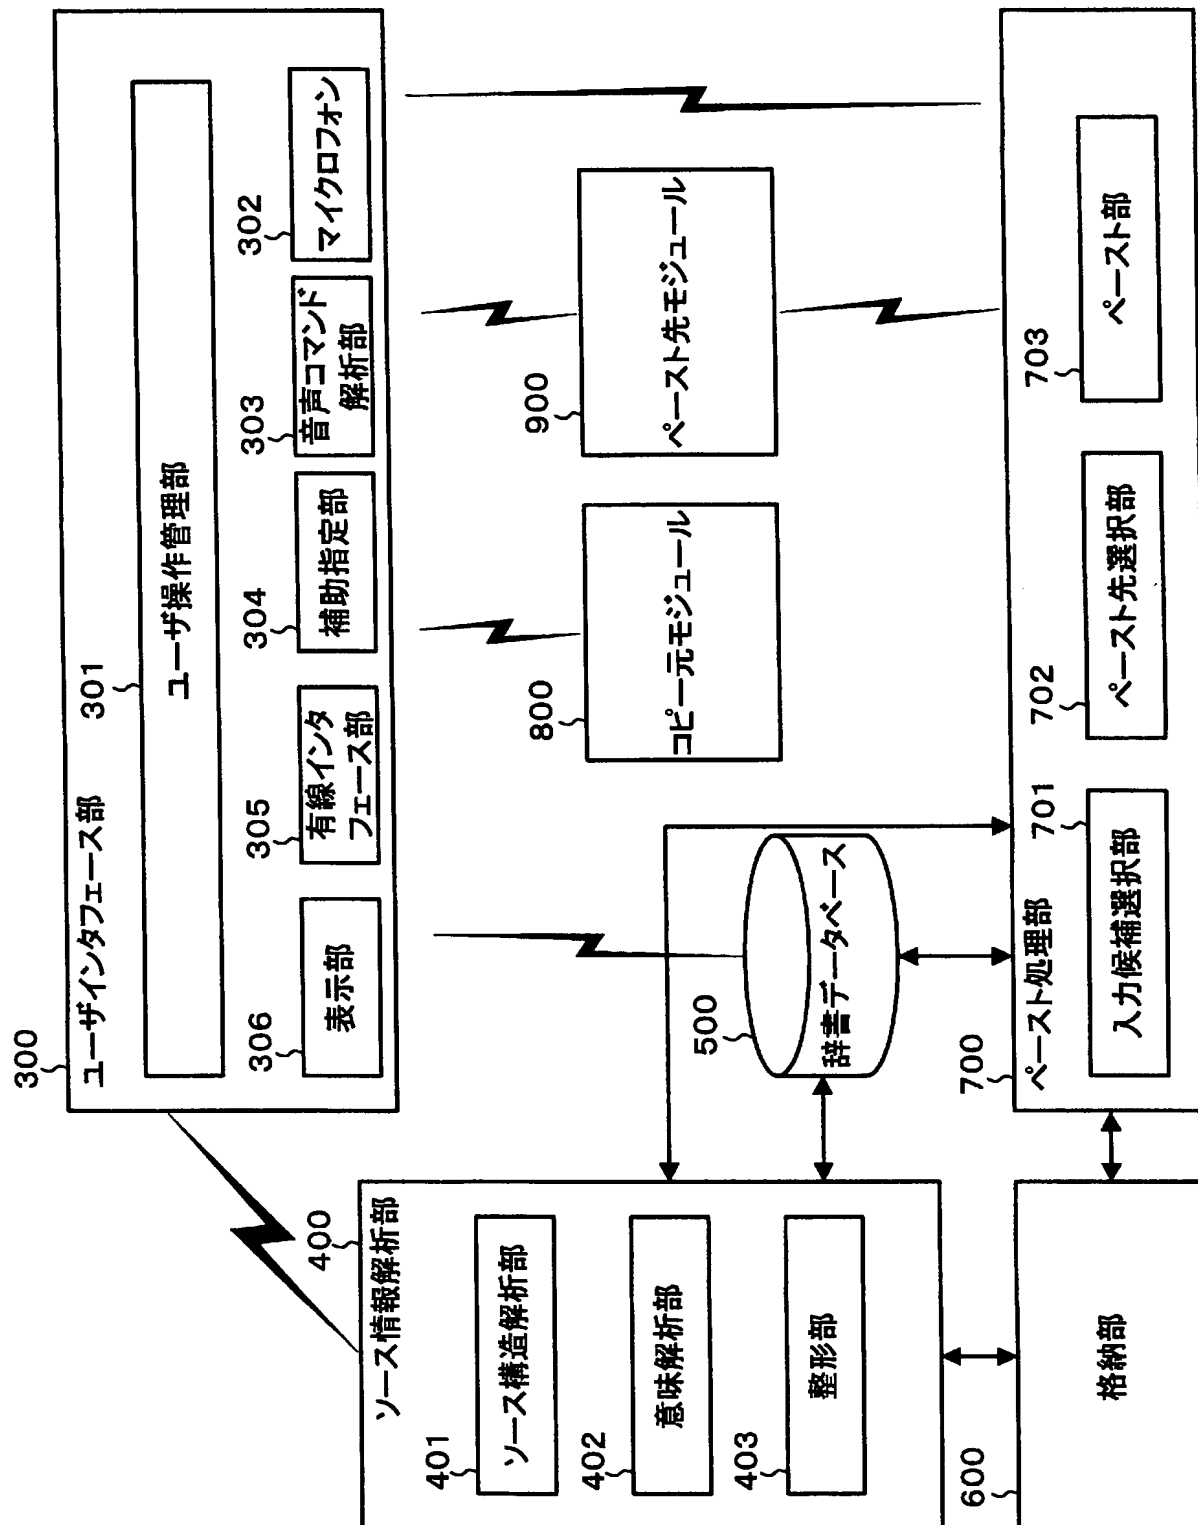 300
ユーザインタフェース部
301
ユーザ操作管理部
306
表示部
305
有線インタ
フェース部
304
補助指定部
303
音声コマンド
解析部
302
マイクロフォン
400
ソース情報解析部
401
ソース構造解析部
402
意味解析部
403
整形部
500
辞書データベース
800
コピー元モジュール
900
ペースト先モジュール
600
格納部
700
ペースト処理部
701
入力候補選択部
702
ペースト先選択部
703
ペースト部